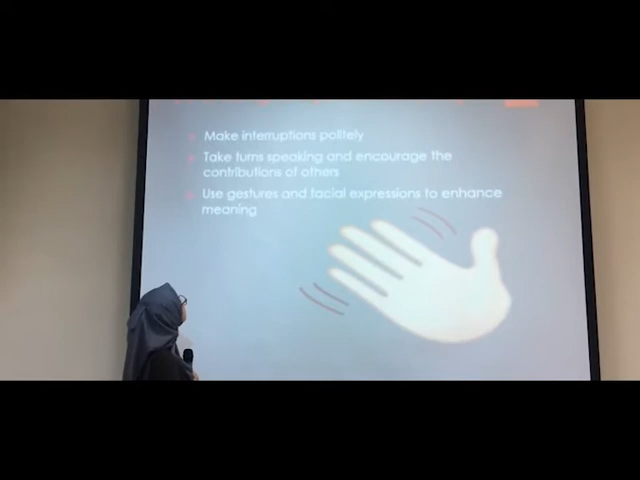 Make interruptions politely
Take turns speaking and encourage the
contributions of others
Use gestures and facial expressions to enhance
meaning